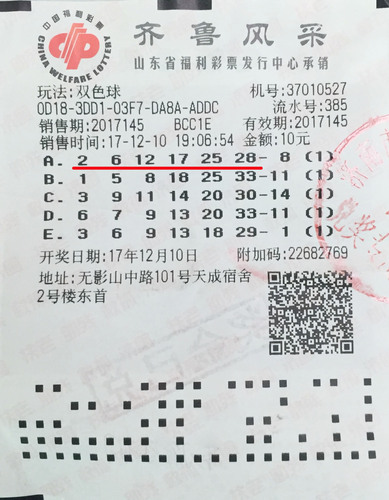 中国福利彩票
CHINA WELFARE LOTTERY
齐鲁风采
山东省福利彩票发行中心承销
玩法:双色球 机号:37010527
0D18-3DD1-03F7-DA8A-ADDC 流水号:385
销售期:2017145 BCC1E 有效期:2017145
销售时间:17-12-10 19:06:54 金额:10元
A. 2 6 12 17 25 28- 8 (1)
B. 1 5 8 18 25 33-11 (1)
C. 3 9 11 14 20 30-14 (1)
D. 6 7 9 13 20 33-11 (1)
E. 3 9 13 18 29 33- 1 (1)
开奖日期:17年12月10日 附加码:22682769
地址:无影山中路101号天成宿舍
2号楼东首